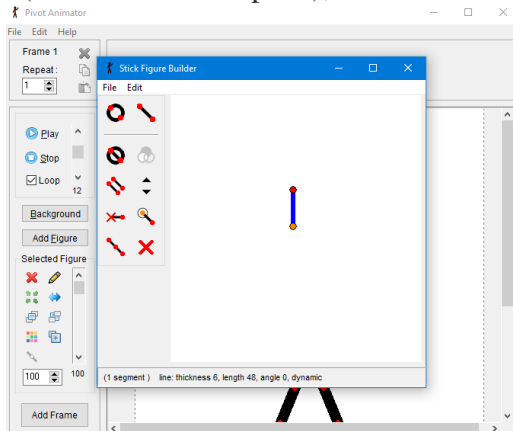 Pivot Animator
File Edit Help
Frame 1
Repeat:
1
Stick Figure Builder
File Edit
Play
Stop
Loop
12
Background
Add Figure
Selected Figure
100 100
Add Frame
(1 segment ) line: thickness 6, length 48, angle 0, dynamic